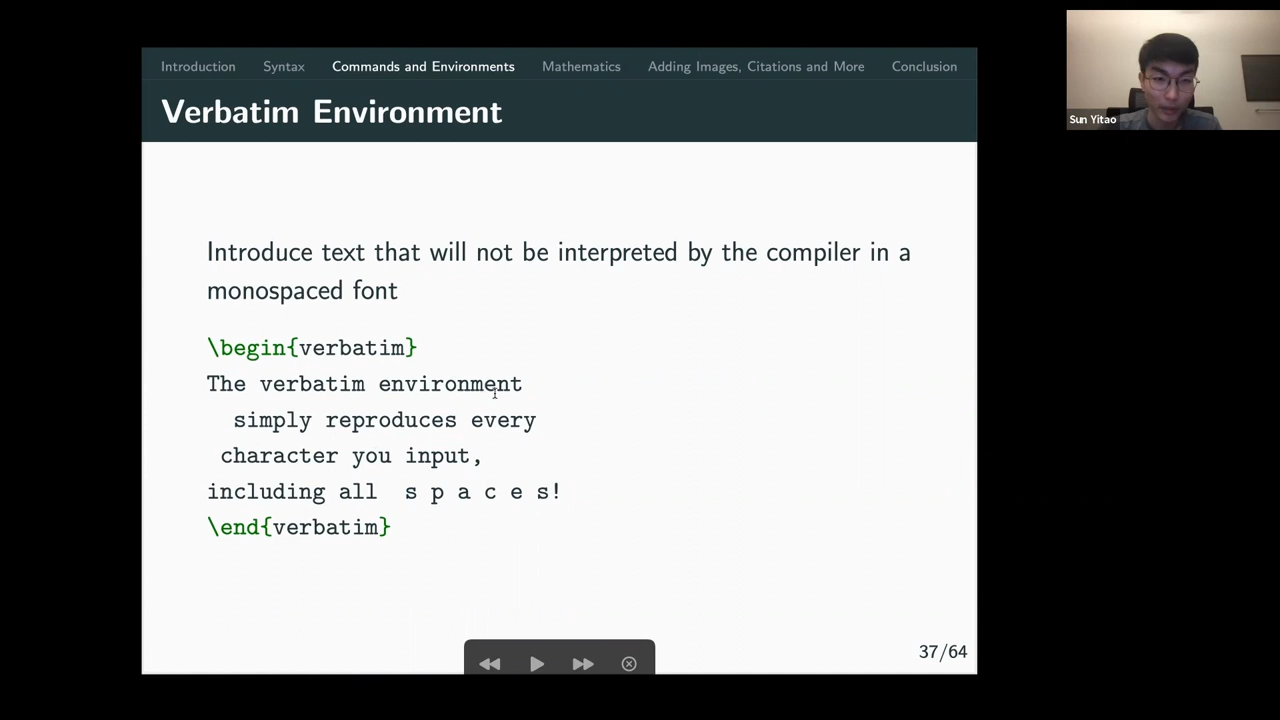 Introduction Syntax Commands and Environments Mathematics Adding Images, Citations and More Conclusion
Verbatim Environment
Sun Yitao
Introduce text that will not be interpreted by the compiler in a
monospaced font
\begin{verbatim}
The verbatim environment
  simply reproduces every
 character you input,
including all  s p a c e s!
\end{verbatim}
37/64